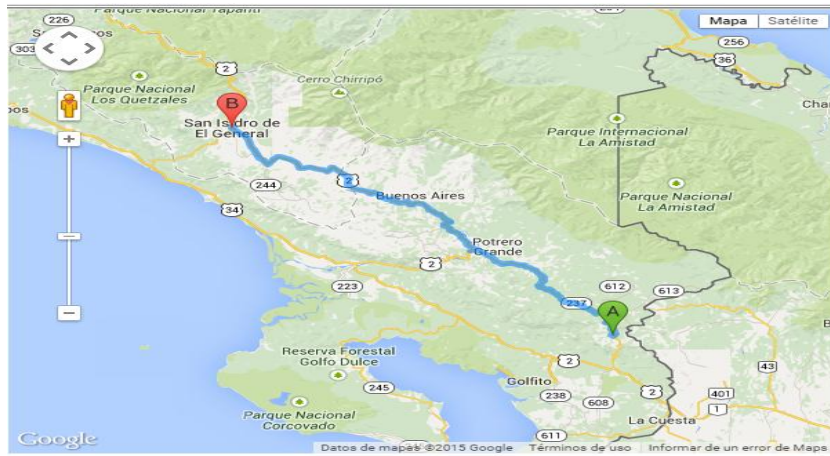 Parque Nacional Tapantí
226
Mapa
Satélite
303
2
256
36
Parque Nacional
Los Quetzales
Cerro Chirripó
B
San Isidro de
El General
Parque Internacional
La Amistad
244
2
Buenos Aires
Parque Nacional
La Amistad
34
Potrero
Grande
2
223
612
613
237
A
Reserva Forestal
Golfo Dulce
2
43
245
Golfito
238
608
2
401
1
Parque Nacional
Corcovado
La Cuesta
611
Google
Datos de mapas ©2015 Google
Términos de uso
Informar de un error de Maps